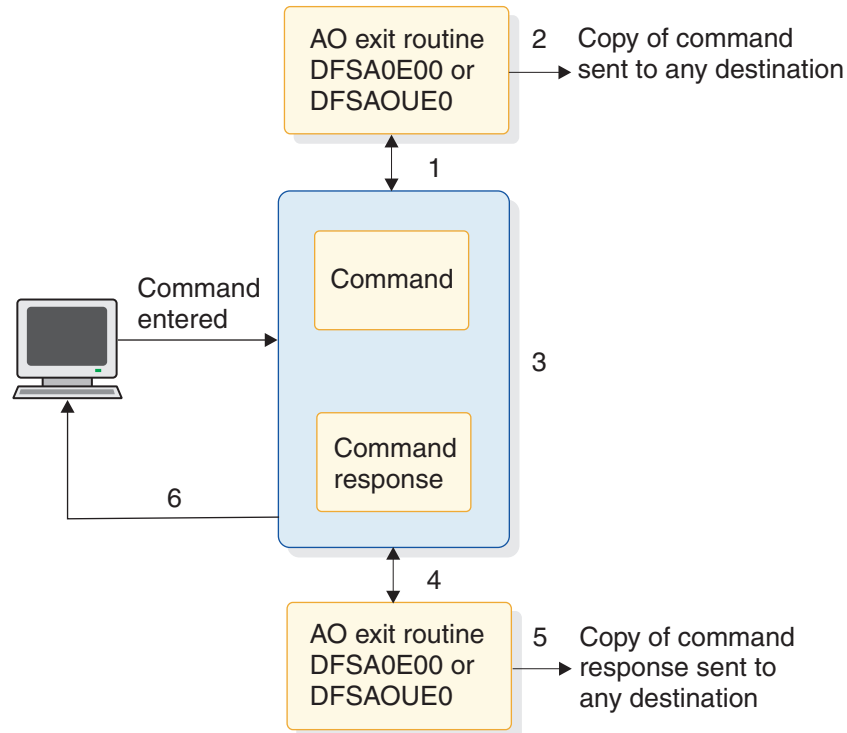 AO exit routine
DFSA0E00 or
DFSAOUE0
2
Copy of command
sent to any destination
1
Command
Command
entered
3
Command
response
6
4
AO exit routine
DFSA0E00 or
DFSAOUE0
5
Copy of command
response sent to
any destination